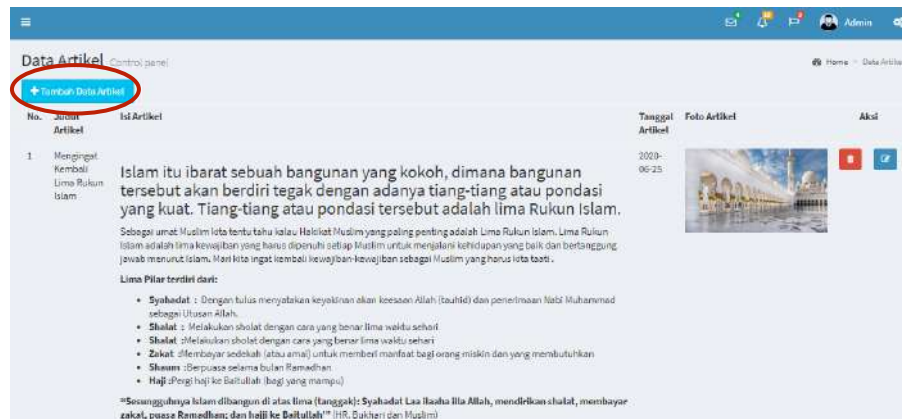 Admin
Data Artikel Control panel
Home > Data Artikel
+ Tambah Data Artikel
No. Judul Artikel Isi Artikel Tanggal Artikel Foto Artikel Aksi
1 Mengingat Kembali Lima Rukun Islam
2020-06-25
Islam itu ibarat sebuah bangunan yang kokoh, dimana bangunan
tersebut akan berdiri tegak dengan adanya tiang-tiang atau pondasi
yang kuat. Tiang-tiang atau pondasi tersebut adalah lima Rukun Islam.
Sebagai umat Muslim kita tentu tahu kalau Hakikat Muslim yang paling penting adalah Lima Rukun Islam. Lima Rukun
Islam adalah lima kewajiban yang harus dipenuhi setiap Muslim untuk menjalani kehidupan yang baik dan bertanggung
jawab menurut Islam. Mari kita ingat kembali kewajiban-kewajiban sebagai Muslim yang harus kita taati .
Lima Pilar terdiri dari:
• Syahadat : Dengan tulus menyatakan keyakinan akan keesaan Allah (tauhid) dan penerimaan Nabi Muhammad
sebagai Utusan Allah.
• Shalat : Melakukan sholat dengan cara yang benar lima waktu sehari
• Shalat :Melakukan sholat dengan cara yang benar lima waktu sehari
• Zakat :Membayar sedekah (atau amal) untuk memberi manfaat bagi orang miskin dan yang membutuhkan
• Shaum :Berpuasa selama bulan Ramadhan
• Haji :Pergi haji ke Baitullah (bagi yang mampu)
"Sesungguhnya Islam dibangun di atas lima (tanggak): Syahadat Laa ilaaha illa Allah, mendirikan shalat, membayar
zakat, puasa Ramadhan; dan hajji ke Baitullah'" (HR. Bukhari dan Muslim)